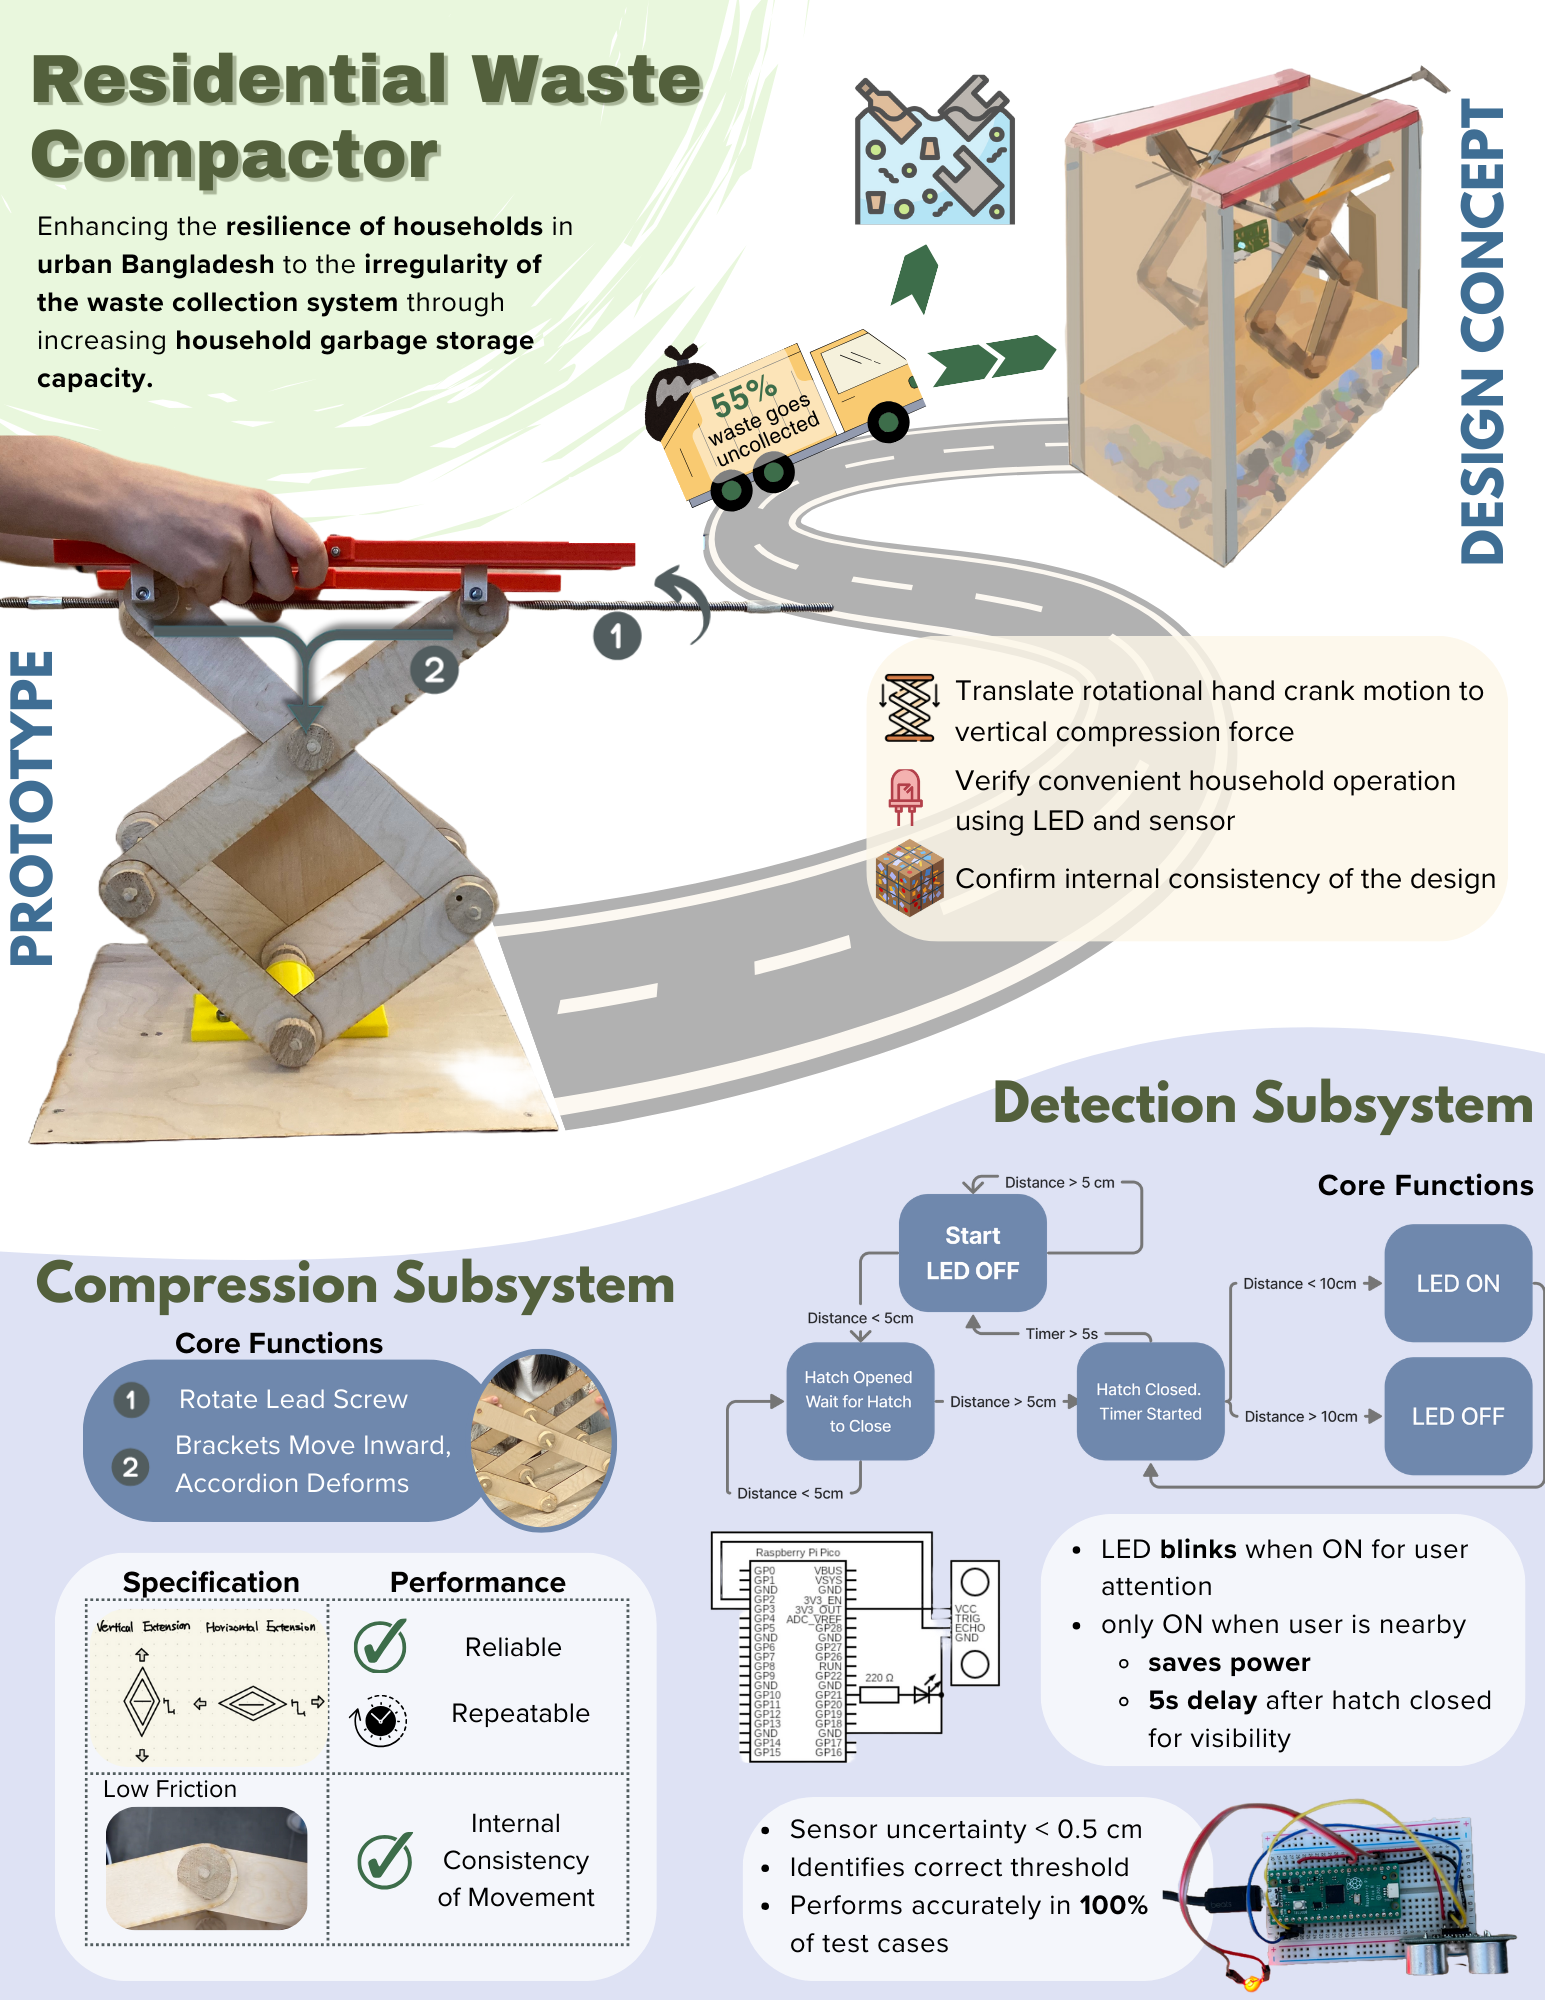 Residential Waste
Compactor
Enhancing the resilience of households in
urban Bangladesh to the irregularity of
the waste collection system through
increasing household garbage storage
capacity.
DESIGN CONCEPT
55%
waste goes
uncollected
1
2
PROTOTYPE
Translate rotational hand crank motion to
vertical compression force
Verify convenient household operation
using LED and sensor
Confirm internal consistency of the design
Detection Subsystem
Core Functions
Distance > 5 cm
Start
LED OFF
Distance < 5cm
Timer > 5s
Hatch Opened
Wait for Hatch
to Close
Distance > 5cm
Hatch Closed.
Timer Started
Distance < 10cm
LED ON
Distance > 10cm
LED OFF
Distance < 5cm
Compression Subsystem
Core Functions
1 Rotate Lead Screw
2 Brackets Move Inward,
Accordion Deforms
Specification
Performance
Vertical Extension
Horizontal Extension
Reliable
Repeatable
Low Friction
Internal
Consistency
of Movement
Raspberry Pi Pico
GP0 VBUS
GP1 VSYS
GND GND
GP2 3V3_EN
GP3 3V3_OUT
GP4 ADC_VREF
GP5 GP28
GND GND
GP6 GP27
GP7 GP26
GP8 RUN
GP9 GP22
GND GND
GP10 GP21
GP11 GP20
GP12 GP19
GP13 GP18
GND GND
GP14 GP17
GP15 GP16
220 Ω
VCC
TRIG
ECHO
GND
• LED blinks when ON for user
attention
• only ON when user is nearby
◦ saves power
◦ 5s delay after hatch closed
for visibility
• Sensor uncertainty < 0.5 cm
• Identifies correct threshold
• Performs accurately in 100%
of test cases